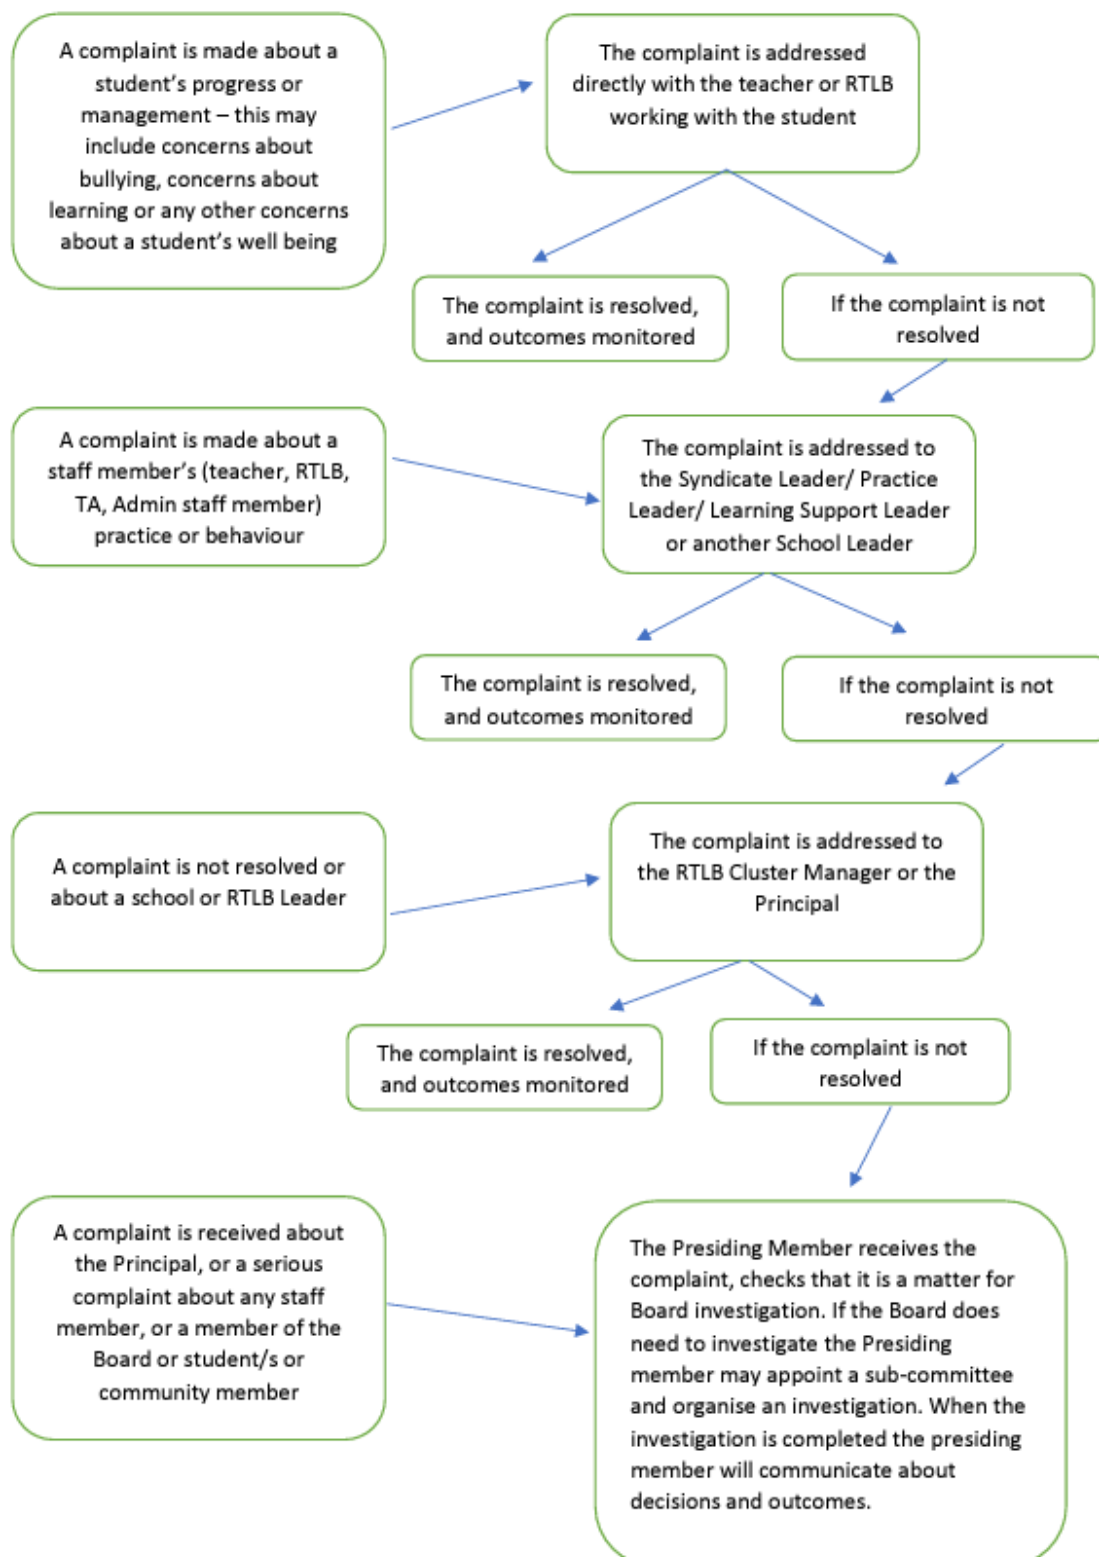 A complaint is made about a
student's progress or
management – this may
include concerns about
bullying, concerns about
learning or any other concerns
about a student's well being
The complaint is addressed
directly with the teacher or RTLB
working with the student
The complaint is resolved,
and outcomes monitored
If the complaint is not
resolved
A complaint is made about a
staff member's (teacher, RTLB,
TA, Admin staff member)
practice or behaviour
The complaint is addressed to
the Syndicate Leader/ Practice
Leader/ Learning Support Leader
or another School Leader
The complaint is resolved,
and outcomes monitored
If the complaint is not
resolved
A complaint is not resolved or
about a school or RTLB Leader
The complaint is addressed to
the RTLB Cluster Manager or the
Principal
The complaint is resolved,
and outcomes monitored
If the complaint is not
resolved
A complaint is received about
the Principal, or a serious
complaint about any staff
member, or a member of the
Board or student/s or
community member
The Presiding Member receives the
complaint, checks that it is a matter for
Board investigation. If the Board does
need to investigate the Presiding
member may appoint a sub-committee
and organise an investigation. When the
investigation is completed the presiding
member will communicate about
decisions and outcomes.